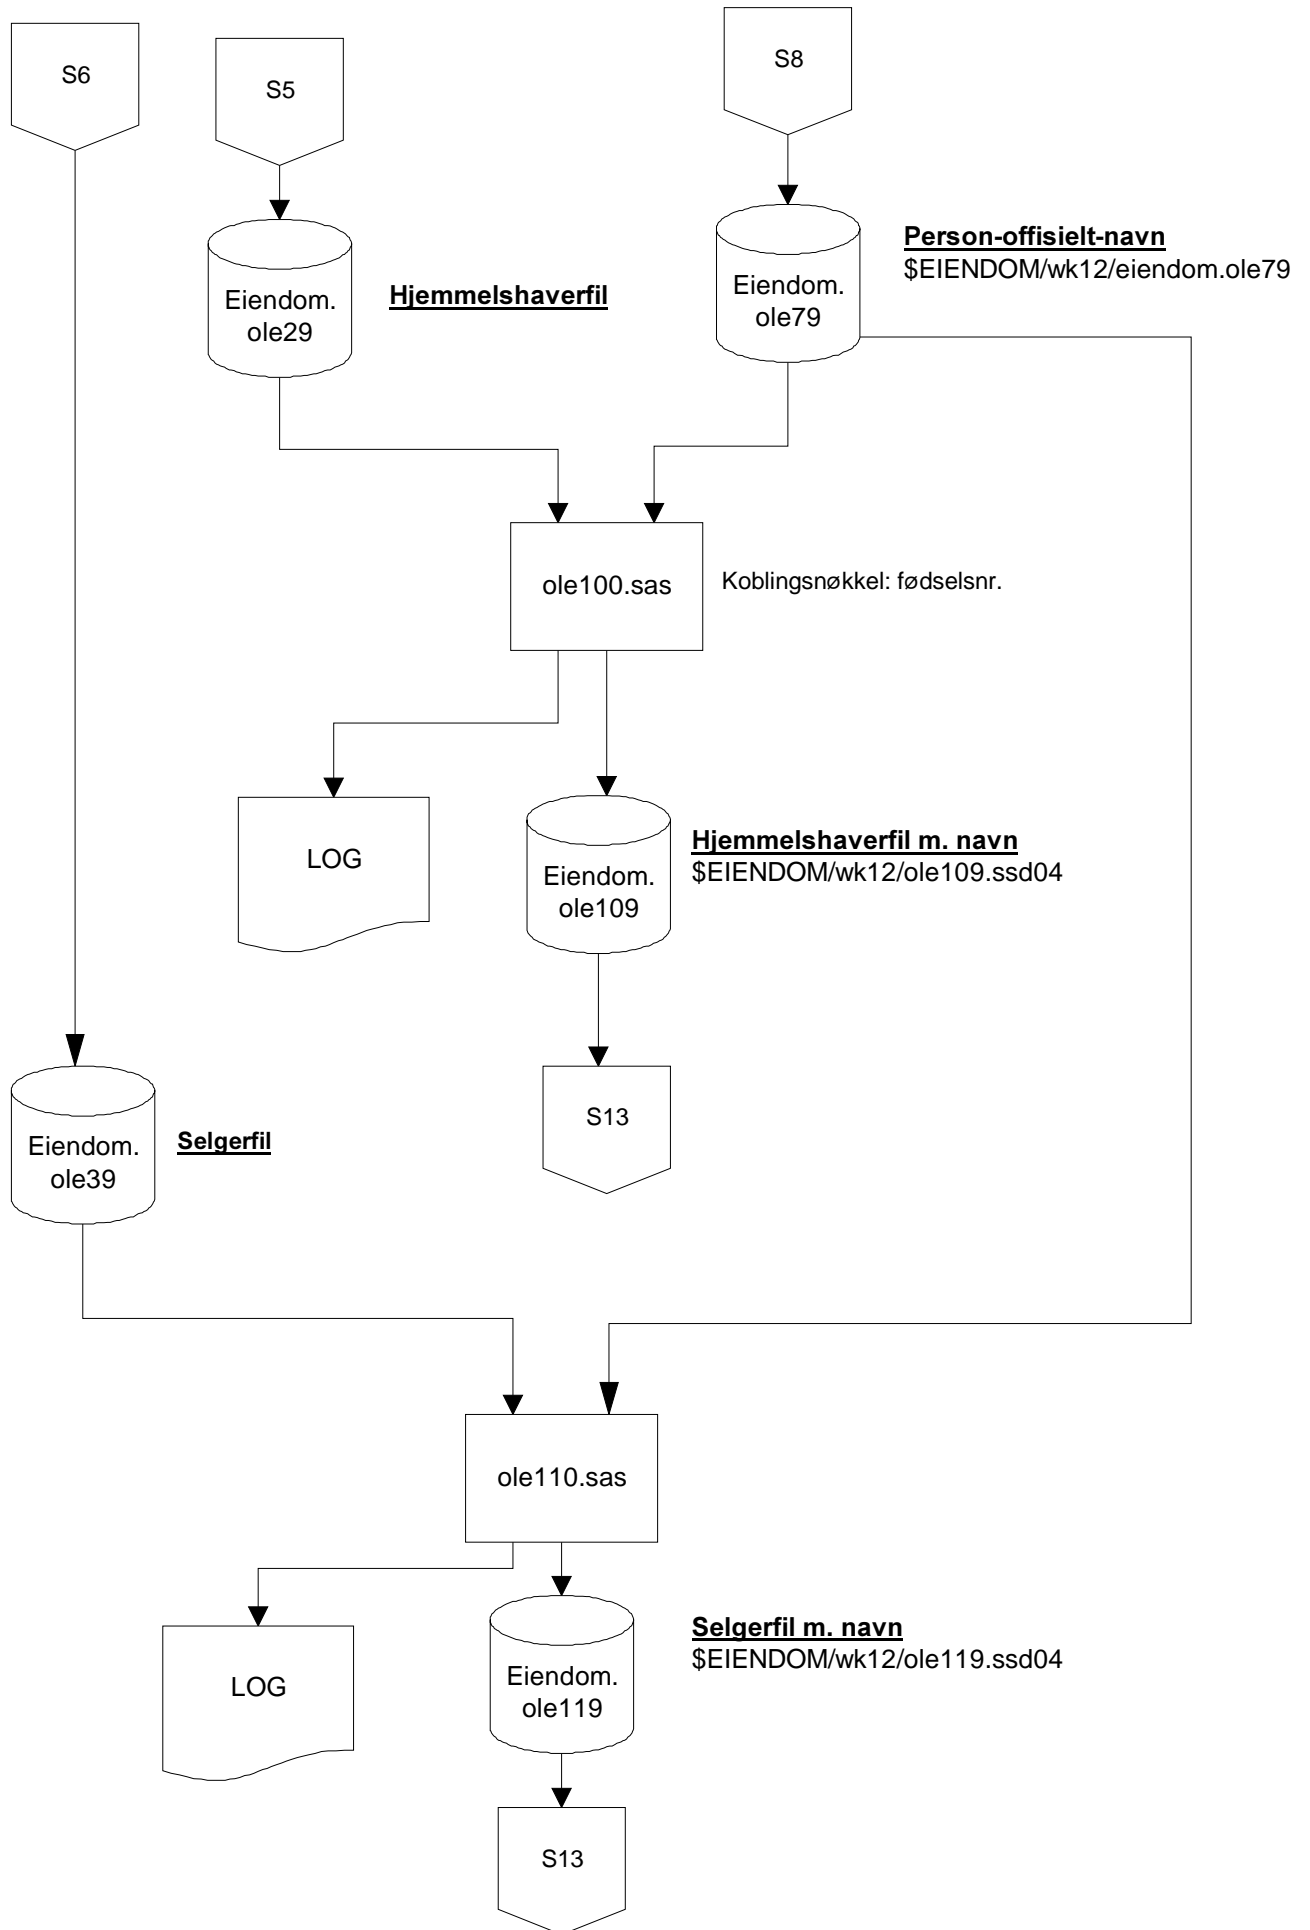 S6
S5
S8
Person-offisielt-navn
$EIENDOM/wk12/eiendom.ole79
Eiendom.
ole29
Hjemmelshaverfil
Eiendom.
ole79
ole100.sas
Koblingsnøkkel: fødselsnr.
LOG
Eiendom.
ole109
Hjemmelshaverfil m. navn
$EIENDOM/wk12/ole109.ssd04
S13
Eiendom.
ole39
Selgerfil
ole110.sas
LOG
Eiendom.
ole119
Selgerfil m. navn
$EIENDOM/wk12/ole119.ssd04
S13